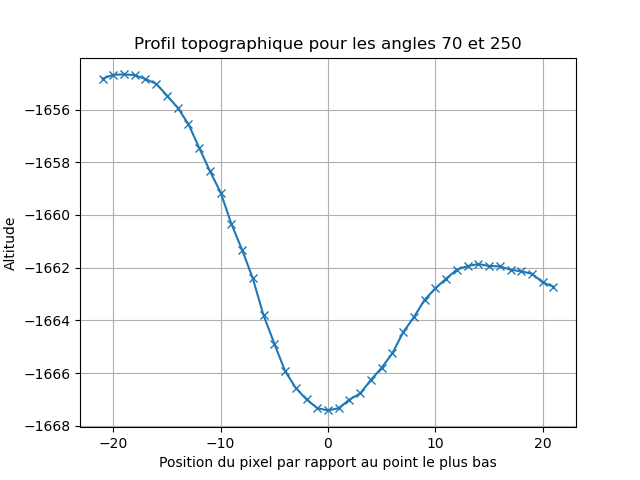 Profil topographique pour les angles 70 et 250
−1656
−1658
−1660
−1662
−1664
−1666
−1668
Altitude
−20 −10 0 10 20
Position du pixel par rapport au point le plus bas